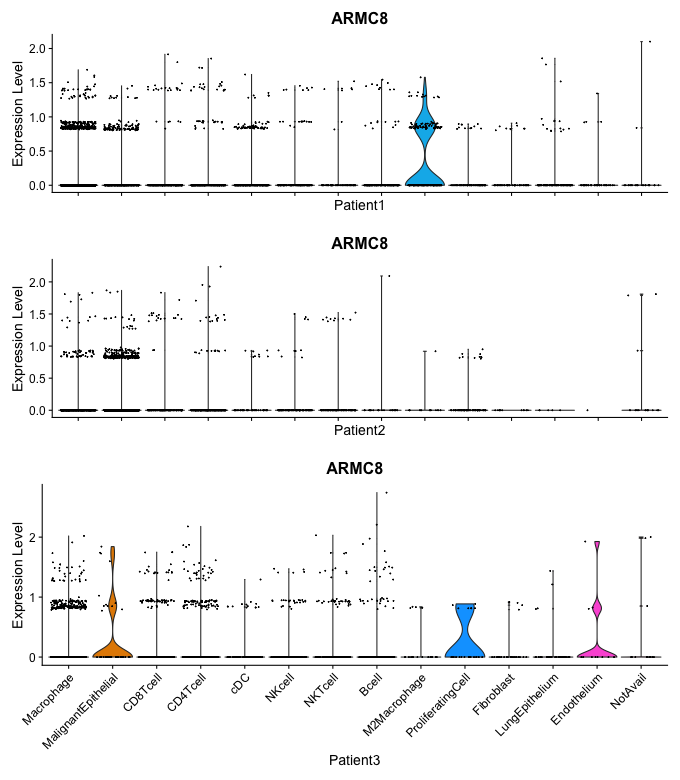 ARMC8
Expression Level
2.0
1.5
1.0
0.5
0.0
Patient1
ARMC8
Expression Level
2.0
1.5
1.0
0.5
0.0
Patient2
ARMC8
Expression Level
2
1
0
Macrophage
MalignantEpithelial
CD8Tcell
CD4Tcell
cDC
NKcell
NKTcell
Bcell
M2Macrophage
ProliferatingCell
Fibroblast
LungEpithelium
Endothelium
NotAvail
Patient3